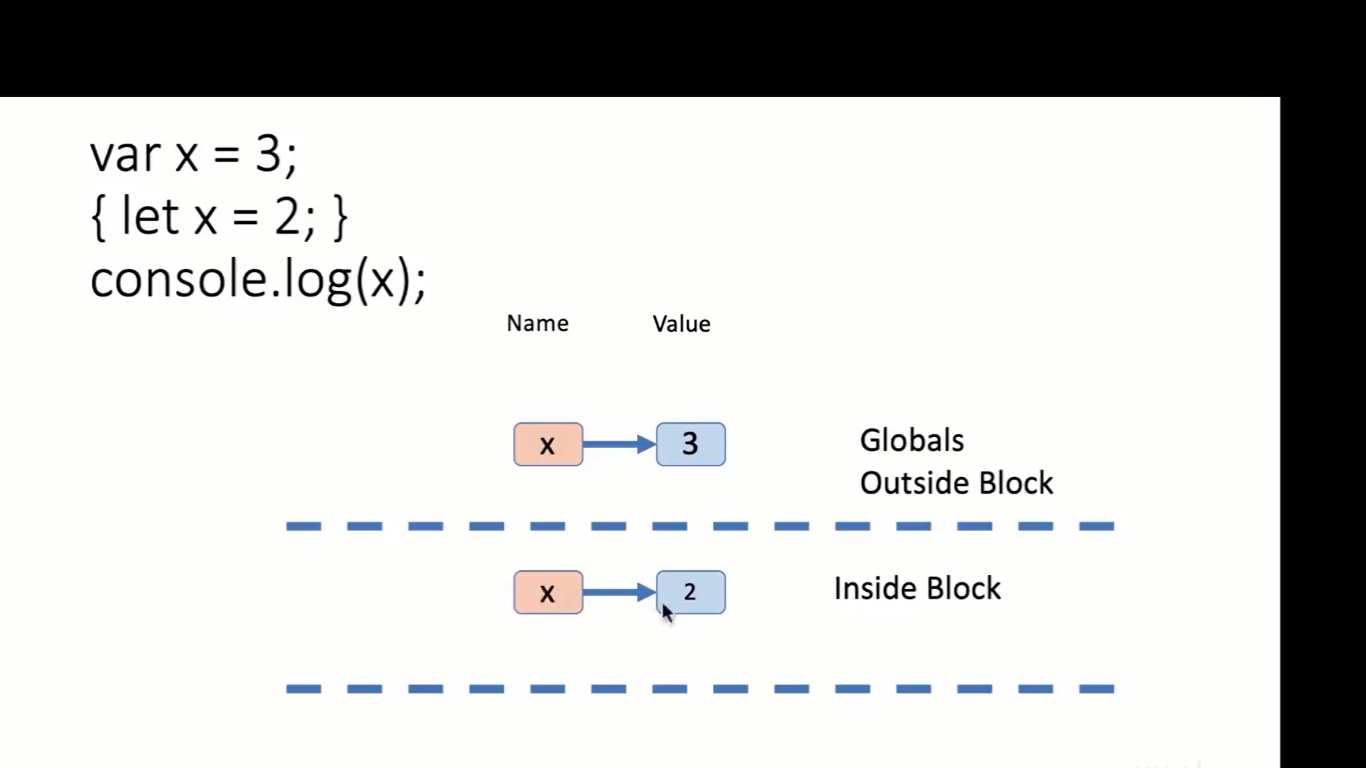 var x = 3;
{ let x = 2; }
console.log(x);
Name Value
x 3 Globals
Outside Block
x 2 Inside Block